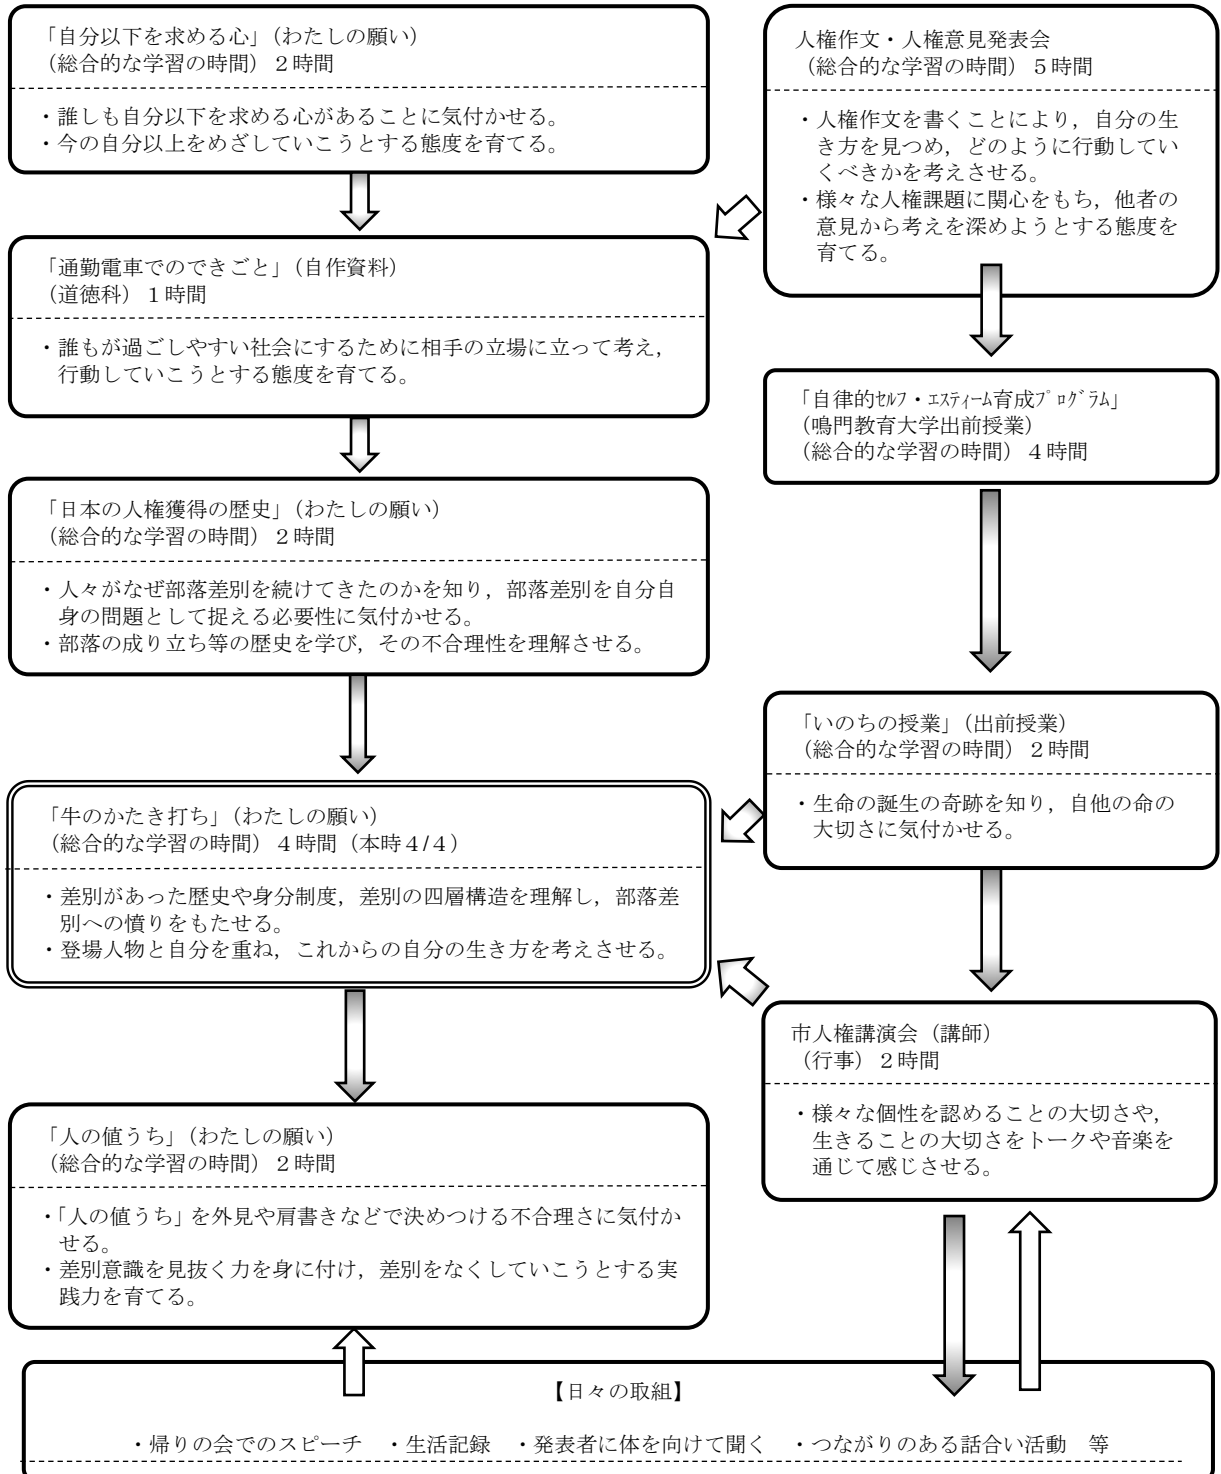 「自分以下を求める心」（わたしの願い）
（総合的な学習の時間）２時間
・誰しも自分以下を求める心があることに気付かせる。
・今の自分以上をめざしていこうとする態度を育てる。
「通勤電車でのできごと」（自作資料）
（道徳科）１時間
・誰もが過ごしやすい社会にするために相手の立場に立って考え，
行動していこうとする態度を育てる。
「日本の人権獲得の歴史」（わたしの願い）
（総合的な学習の時間）２時間
・人々がなぜ部落差別を続けてきたのかを知り，部落差別を自分自
身の問題として捉える必要性に気付かせる。
・部落の成り立ち等の歴史を学び，その不合理性を理解させる。
「牛のかたき打ち」（わたしの願い）
（総合的な学習の時間）４時間（本時４/４）
・差別があった歴史や身分制度，差別の四層構造を理解し，部落差
別への憤りをもたせる。
・登場人物と自分を重ね，これからの自分の生き方を考えさせる。
「人の値うち」（わたしの願い）
（総合的な学習の時間）２時間
・「人の値うち」を外見や肩書きなどで決めつける不合理さに気付か
せる。
・差別意識を見抜く力を身に付け，差別をなくしていこうとする実
践力を育てる。
人権作文・人権意見発表会
（総合的な学習の時間）５時間
・人権作文を書くことにより，自分の生
き方を見つめ，どのように行動してい
くべきかを考えさせる。
・様々な人権課題に関心をもち，他者の
意見から考えを深めようとする態度を
育てる。
「自律的ｾﾙﾌ・ｴｽﾃｨｰﾑ育成ﾌﾟﾛｸﾞﾗﾑ」
（鳴門教育大学出前授業）
（総合的な学習の時間）４時間
「いのちの授業」（出前授業）
（総合的な学習の時間）２時間
・生命の誕生の奇跡を知り，自他の命の
大切さに気付かせる。
市人権講演会（講師）
（行事）２時間
・様々な個性を認めることの大切さや，
生きることの大切さをトークや音楽を
通じて感じさせる。
【日々の取組】
・帰りの会でのスピーチ　・生活記録　・発表者に体を向けて聞く　・つながりのある話合い活動　等